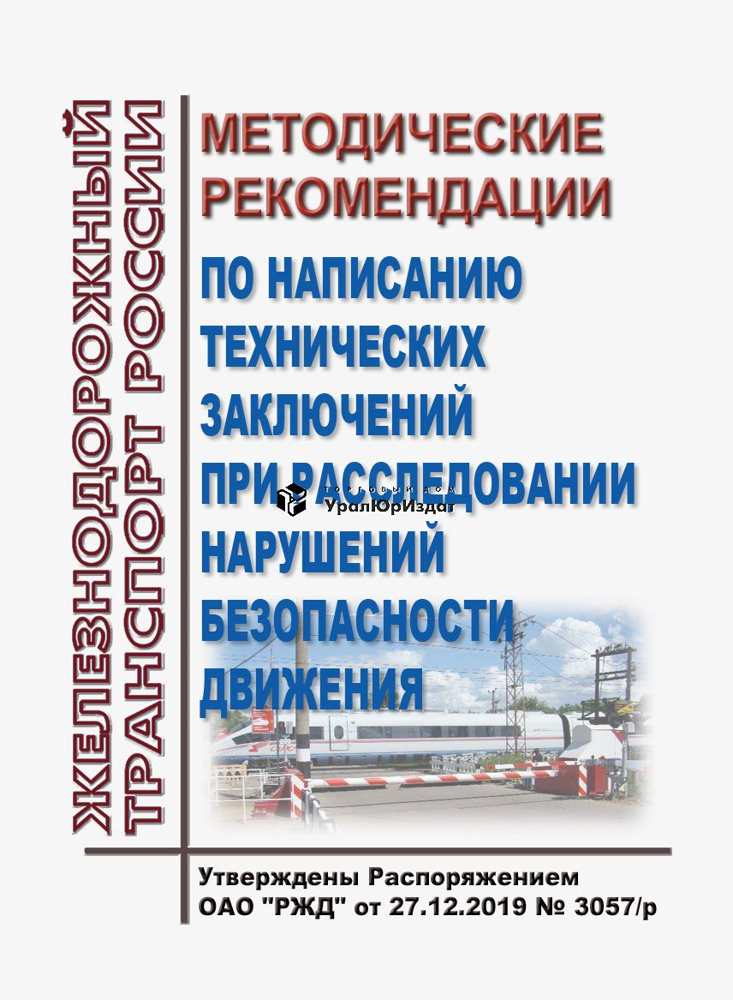 ЖЕЛЕЗНОДОРОЖНЫЙ
ТРАНСПОРТ РОССИИ
МЕТОДИЧЕСКИЕ
РЕКОМЕНДАЦИИ
ПО НАПИСАНИЮ
ТЕХНИЧЕСКИХ
ЗАКЛЮЧЕНИЙ
ПРИ РАССЛЕДОВАНИИ
ТОРГОВЫЙ ДОМ
УралЮрИздат
НАРУШЕНИЙ
БЕЗОПАСНОСТИ
ДВИЖЕНИЯ
Утверждены Распоряжением
ОАО "РЖД" от 27.12.2019 № 3057/р